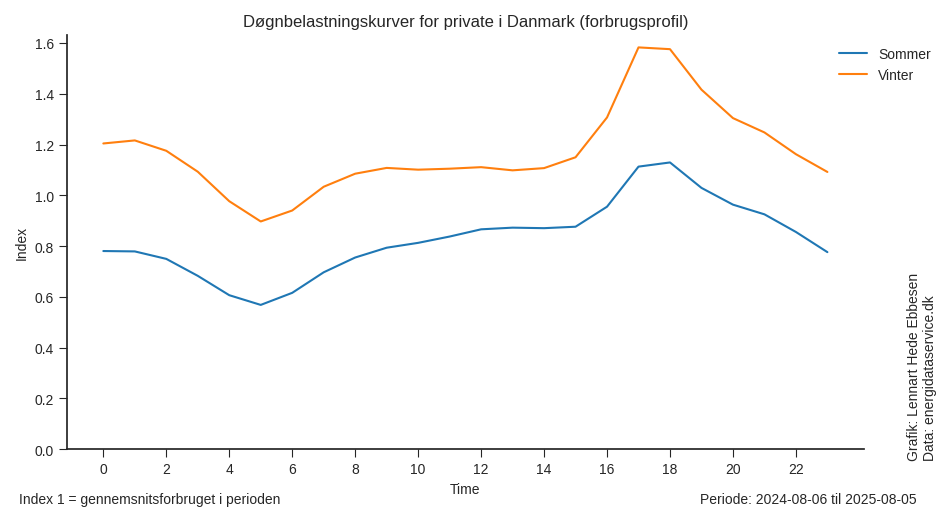 Døgnbelastningskurver for private i Danmark (forbrugsprofil)
Sommer
Vinter
1.6
1.4
1.2
1.0
0.8
0.6
0.4
0.2
0.0
Index
0 2 4 6 8 10 12 14 16 18 20 22
Time
Grafik: Lennart Hede Ebbesen
Data: energidataservice.dk
Index 1 = gennemsnitsforbruget i perioden
Periode: 2024-08-06 til 2025-08-05